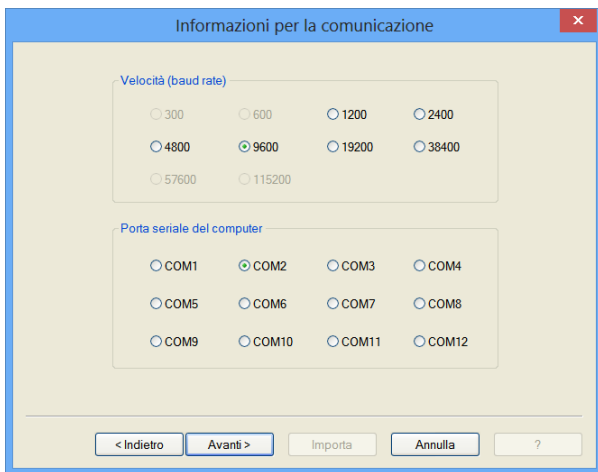 Informazioni per la comunicazione
Velocità (baud rate)
300 600 1200 2400
4800 9600 19200 38400
57600 115200
Porta seriale del computer
COM1 COM2 COM3 COM4
COM5 COM6 COM7 COM8
COM9 COM10 COM11 COM12
< Indietro Avanti > Importa Annulla ?